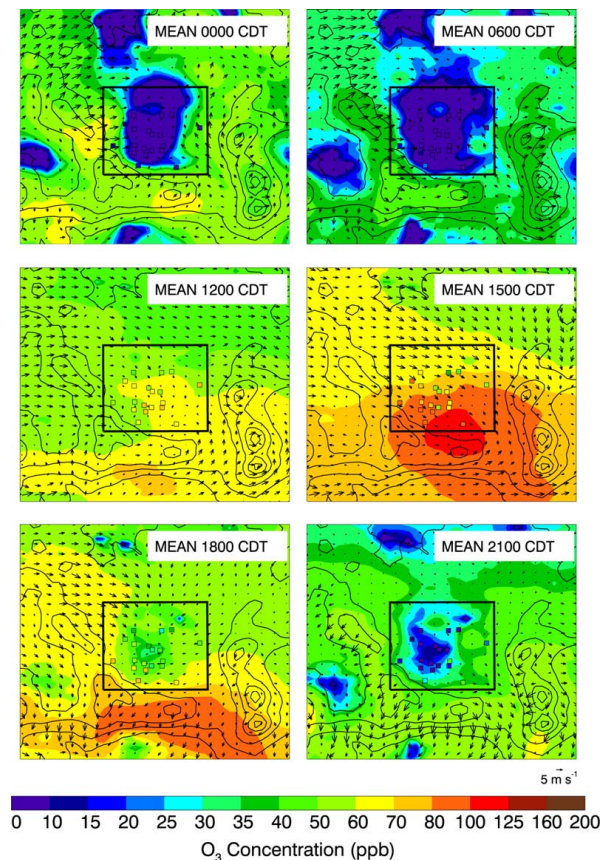 MEAN 0000 CDT
MEAN 0600 CDT
MEAN 1200 CDT
MEAN 1500 CDT
MEAN 1800 CDT
MEAN 2100 CDT
5 m s⁻¹
0 10 15 20 25 30 35 40 50 60 70 80 100 125 160 200
O₃ Concentration (ppb)